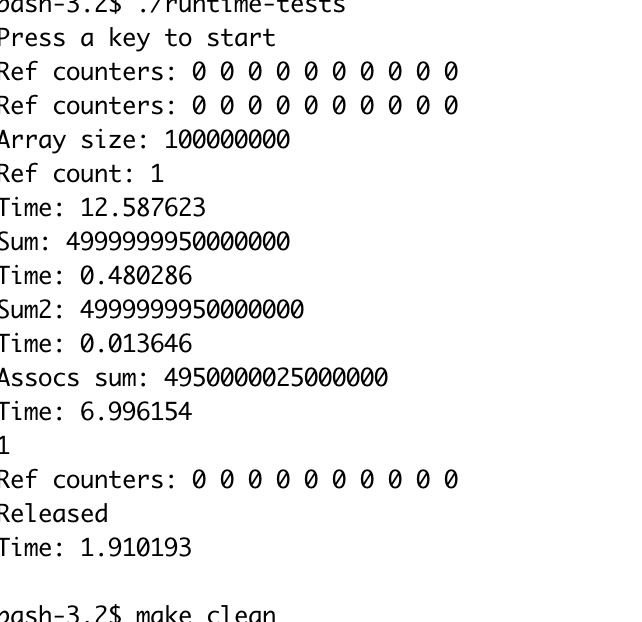 bash-3.2$ ./runtime-tests
Press a key to start
Ref counters: 0 0 0 0 0 0 0 0 0 0
Ref counters: 0 0 0 0 0 0 0 0 0 0
Array size: 100000000
Ref count: 1
Time: 12.587623
Sum: 4999999950000000
Time: 0.480286
Sum2: 4999999950000000
Time: 0.013646
Assocs sum: 4950000025000000
Time: 6.996154
1
Ref counters: 0 0 0 0 0 0 0 0 0 0
Released
Time: 1.910193
bash-3.2$ make clean